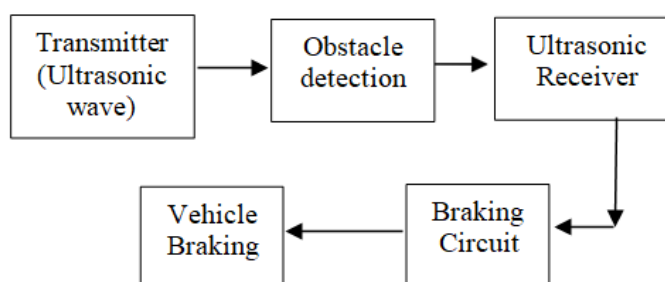 Transmitter
(Ultrasonic
wave)
Obstacle
detection
Ultrasonic
Receiver
Braking
Circuit
Vehicle
Braking